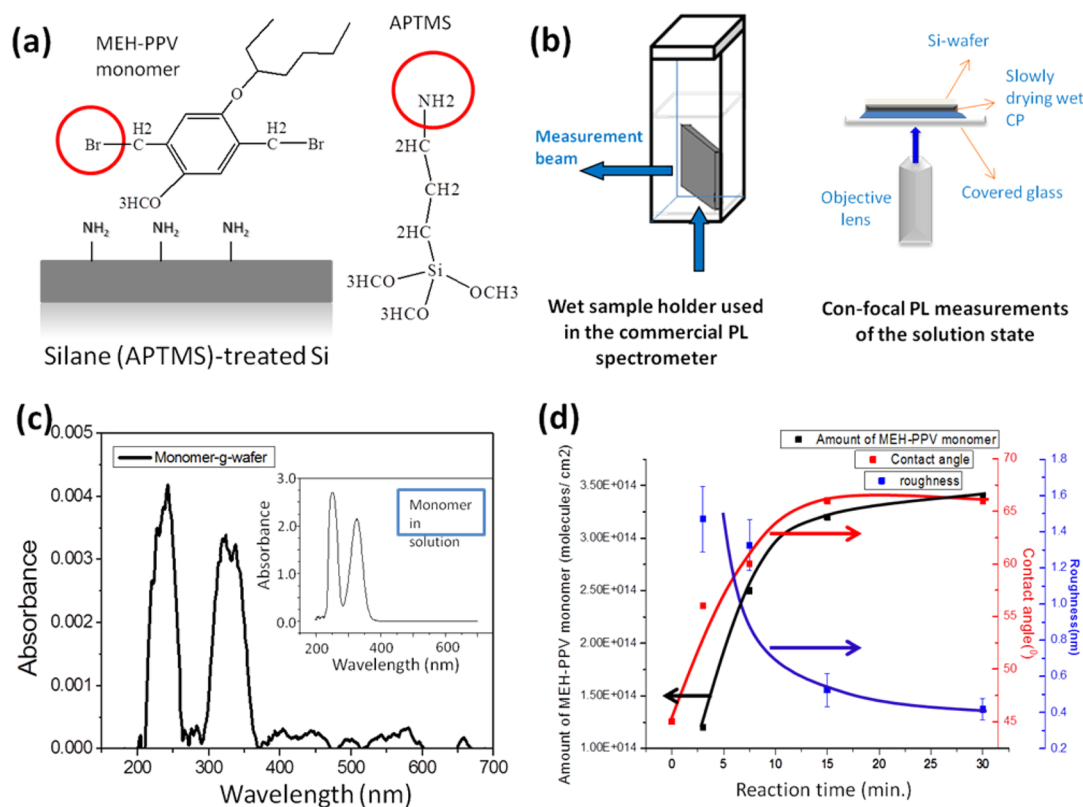 (a)
MEH-PPV
monomer
APTMS
O
Br
H2
C
H2
C
Br
3HCO
NH2
2HC
CH2
2HC
Si
3HCO
OCH3
3HCO
NH2
NH2
NH2
Silane (APTMS)-treated Si
(b)
Measurement
beam
Wet sample holder used
in the commercial PL
spectrometer
Si-wafer
Slowly
drying wet
CP
Covered glass
Objective
lens
Con-focal PL measurements
of the solution state
(c)
Monomer-g-wafer
Absorbance
0.005
0.004
0.003
0.002
0.001
0.000
200
300
400
500
600
700
Wavelength (nm)
Monomer
in
solution
Absorbance
3.0
2.0
1.0
0.0
200
400
600
Wavelength (nm)
(d)
Amount of MEH-PPV monomer
Contact angle
roughness
Amount of MEH-PPV monomer (molecules/ cm2)
3.50E+014
3.00E+014
2.50E+014
2.00E+014
1.50E+014
1.00E+014
0
5
10
15
20
25
30
Reaction time (min.)
70
65
60
55
50
45
Contact angle(⁰)
1.8
1.6
1.4
1.2
1.0
0.8
0.6
0.4
0.2
Roughness(nm)